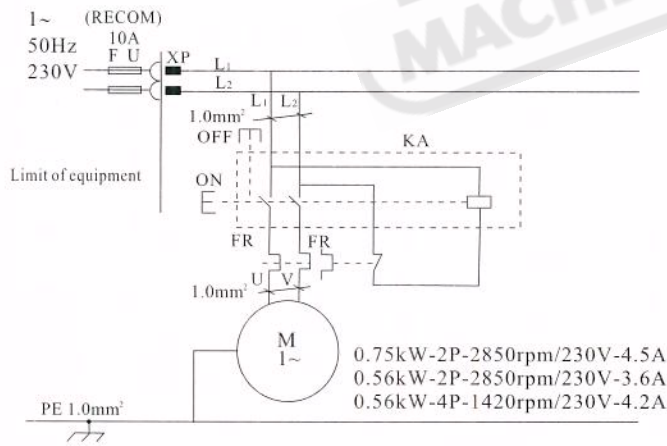 1~ (RECOM)
50Hz 10A
230V F U XP
L₁
L₂
L₁ L₂
1.0mm²
OFF
KA
Limit of equipment
ON
FR FR
U V
1.0mm²
M
1~
0.75kW-2P-2850rpm/230V-4.5A
0.56kW-2P-2850rpm/230V-3.6A
0.56kW-4P-1420rpm/230V-4.2A
PE 1.0mm²
MACHI